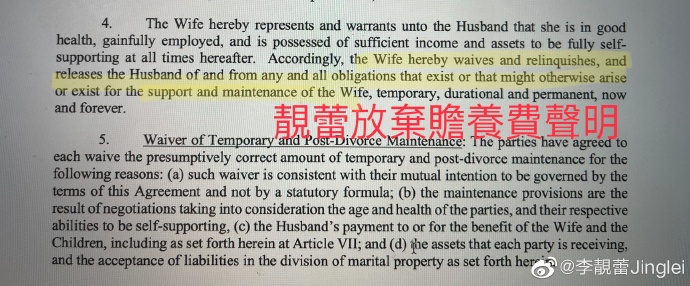 4. The Wife hereby represents and warrants unto the Husband that she is in good
health, gainfully employed, and is possessed of sufficient income and assets to be fully self-
supporting at all times hereafter. Accordingly, the Wife hereby waives and relinquishes, and
releases the Husband of and from any and all obligations that exist or that might otherwise arise
or exist for the support and maintenance of the Wife, temporary, durational and permanent, now
and forever.
靚蕾放棄贍養費聲明
5. Waiver of Temporary and Post-Divorce Maintenance: The parties have agreed to
each waive the presumptively correct amount of temporary and post-divorce maintenance for the
following reasons: (a) such waiver is consistent with their mutual intention to be governed by the
terms of this Agreement and not by a statutory formula; (b) the maintenance provisions are the
result of negotiations taking into consideration the age and health of the parties, and their respective
abilities to be self-supporting, (c) the Husband's payment to or for the benefit of the Wife and the
Children, including as set forth herein at Article VII; and (d) the assets that each party is receiving,
and the acceptance of liabilities in the division of marital property as set forth
@李靚蕾Jinglei